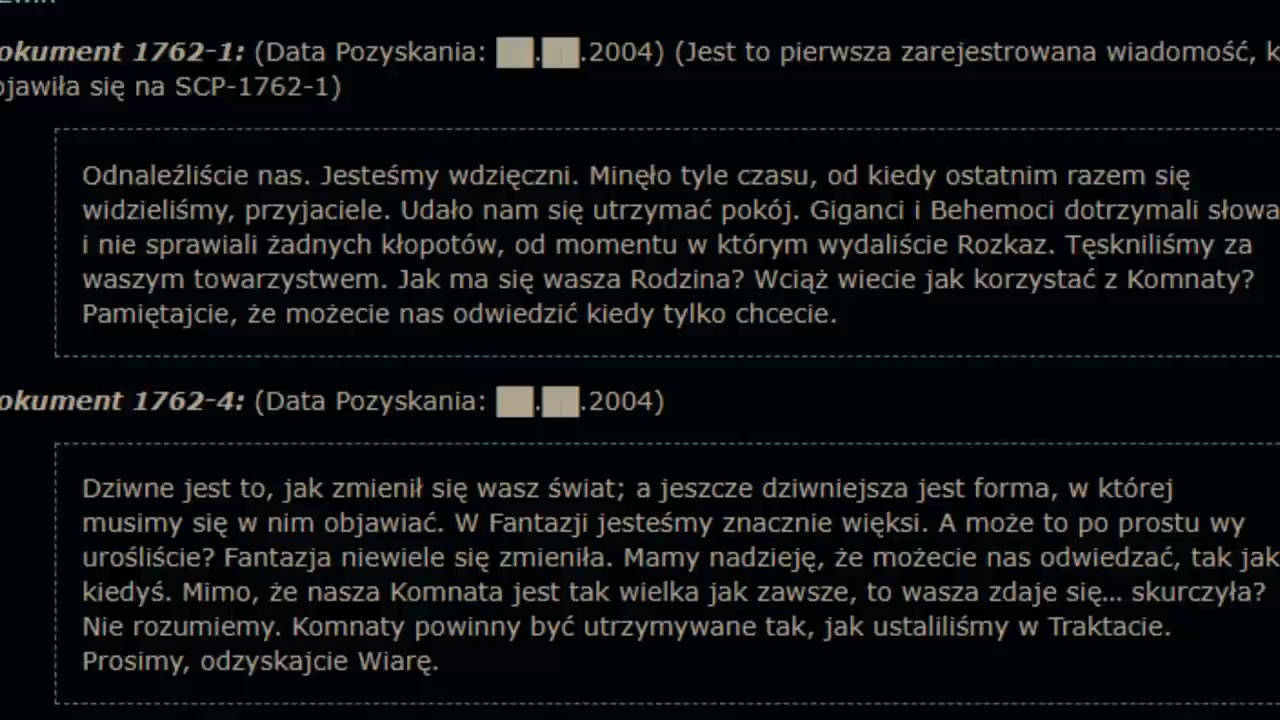 okument 1762-1: (Data Pozyskania: ██.██.2004) (Jest to pierwsza zarejestrowana wiadomość, k
ojawiła się na SCP-1762-1)
Odnaleźliście nas. Jesteśmy wdzięczni. Minęło tyle czasu, od kiedy ostatnim razem się
widzieliśmy, przyjaciele. Udało nam się utrzymać pokój. Giganci i Behemoci dotrzymali słowa
i nie sprawiali żadnych kłopotów, od momentu w którym wydaliście Rozkaz. Tęskniliśmy za
waszym towarzystwem. Jak ma się wasza Rodzina? Wciąż wiecie jak korzystać z Komnaty?
Pamiętajcie, że możecie nas odwiedzić kiedy tylko chcecie.
okument 1762-4: (Data Pozyskania: ██.██.2004)
Dziwne jest to, jak zmienił się wasz świat; a jeszcze dziwniejsza jest forma, w której
musimy się w nim objawiać. W Fantazji jesteśmy znacznie więksi. A może to po prostu wy
urośliście? Fantazja niewiele się zmieniła. Mamy nadzieję, że możecie nas odwiedzać, tak jak
kiedyś. Mimo, że nasza Komnata jest tak wielka jak zawsze, to wasza zdaje się... skurczyła?
Nie rozumiemy. Komnaty powinny być utrzymywane tak, jak ustaliliśmy w Traktacie.
Prosimy, odzyskajcie Wiarę.